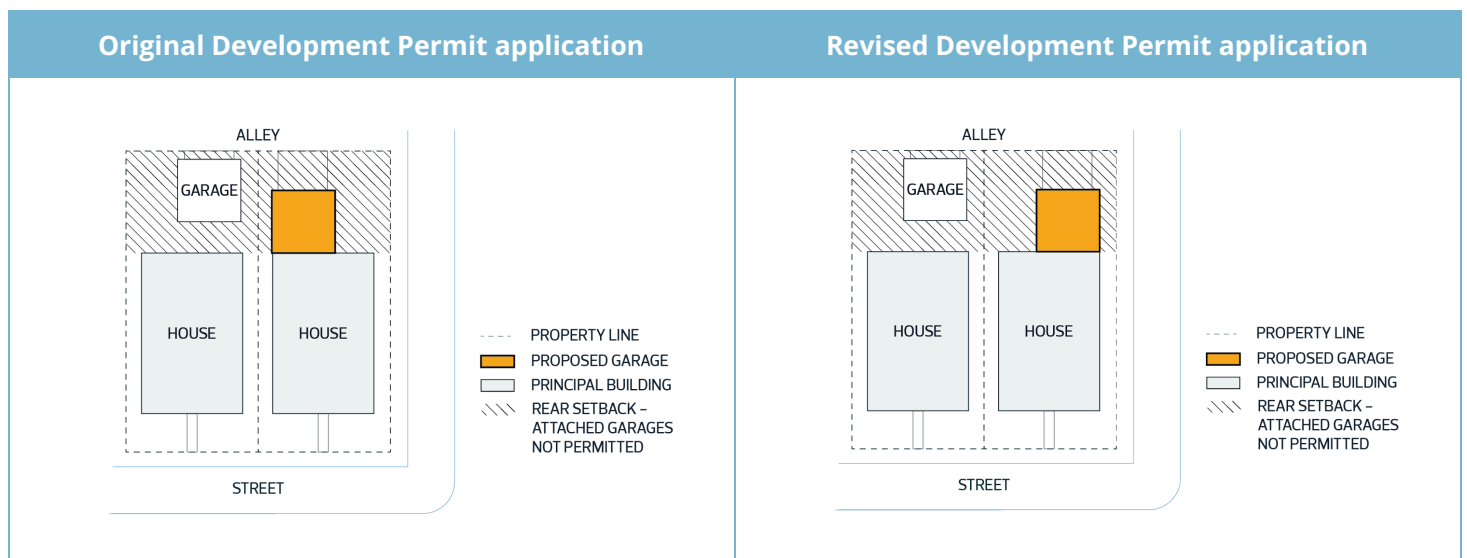 Original Development Permit application
ALLEY
GARAGE
HOUSE
HOUSE
PROPERTY LINE
PROPOSED GARAGE
PRINCIPAL BUILDING
REAR SETBACK –
ATTACHED GARAGES
NOT PERMITTED
STREET
Revised Development Permit application
ALLEY
GARAGE
HOUSE
HOUSE
PROPERTY LINE
PROPOSED GARAGE
PRINCIPAL BUILDING
REAR SETBACK –
ATTACHED GARAGES
NOT PERMITTED
STREET